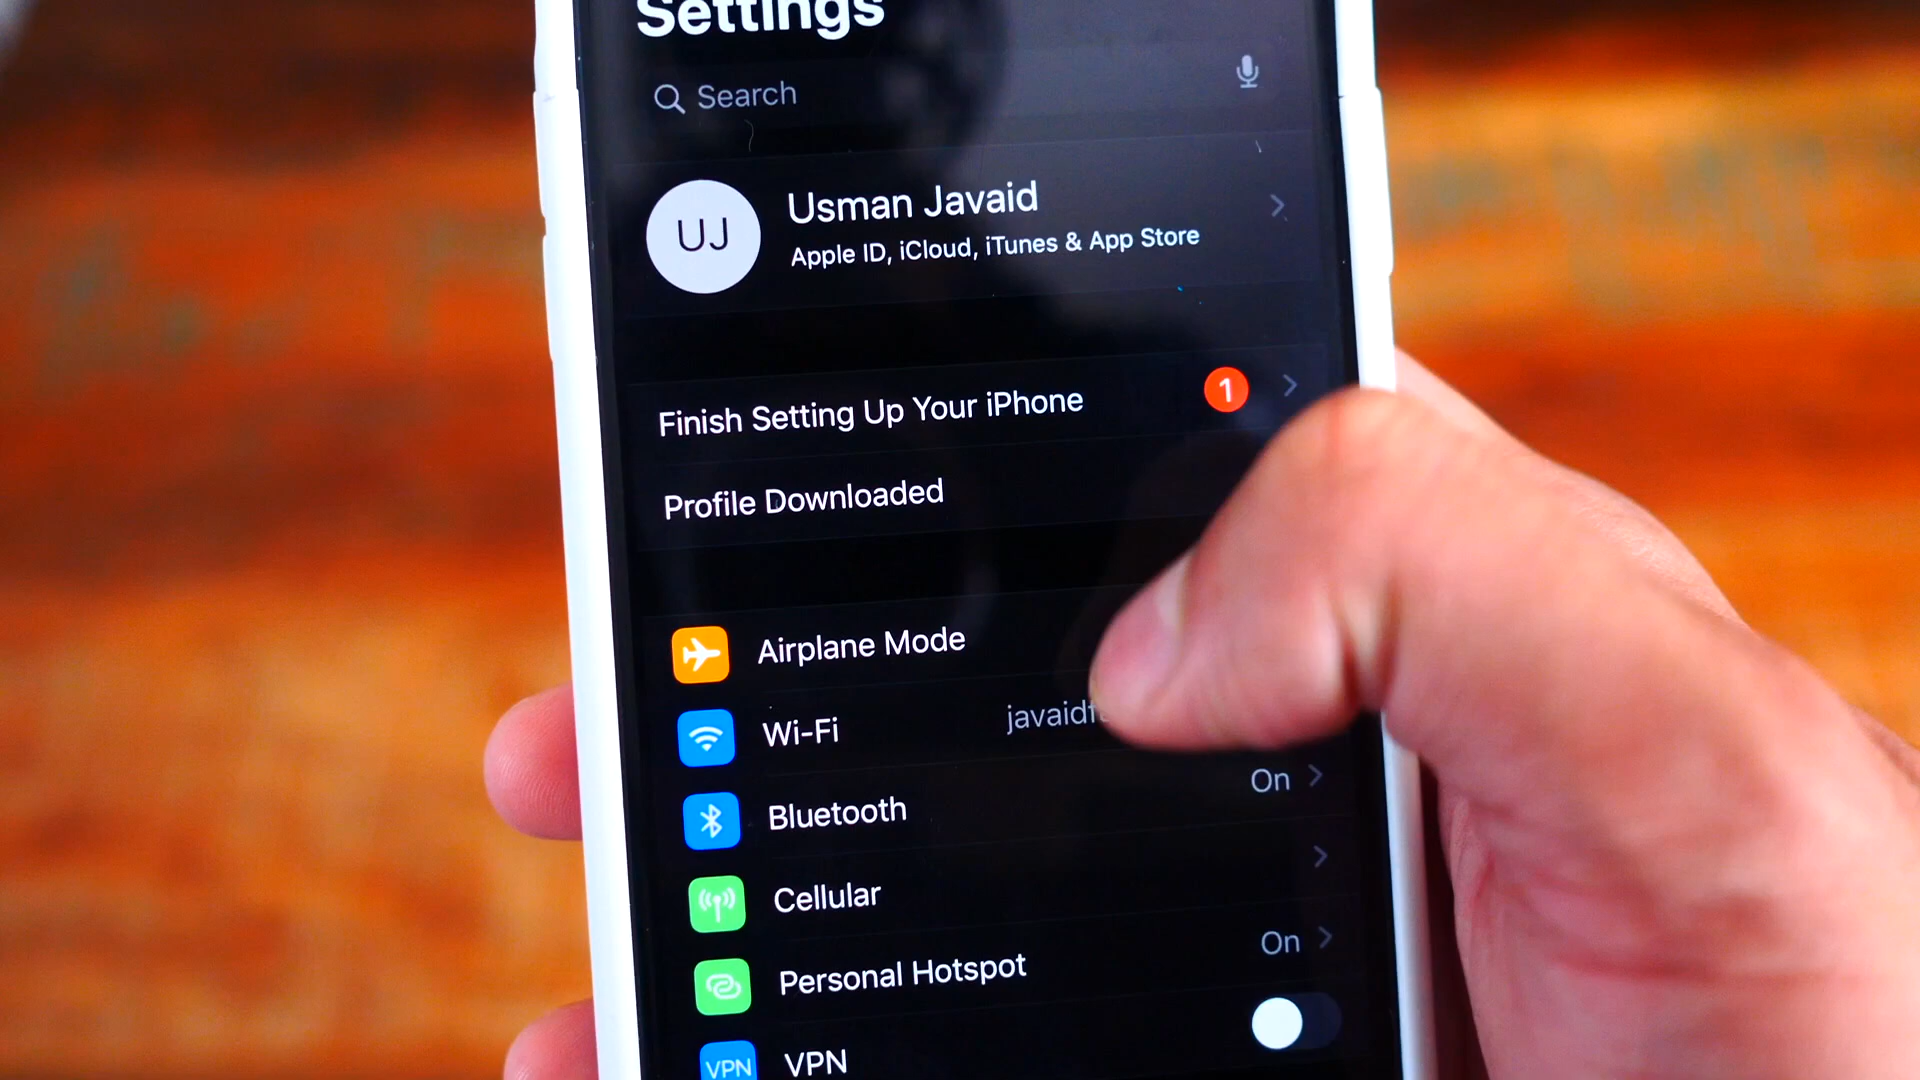 Settings
Search
UJ
Usman Javaid
Apple ID, iCloud, iTunes & App Store
Finish Setting Up Your iPhone 1
Profile Downloaded
Airplane Mode
Wi-Fi
Bluetooth On
Cellular
Personal Hotspot On
VPN VPN